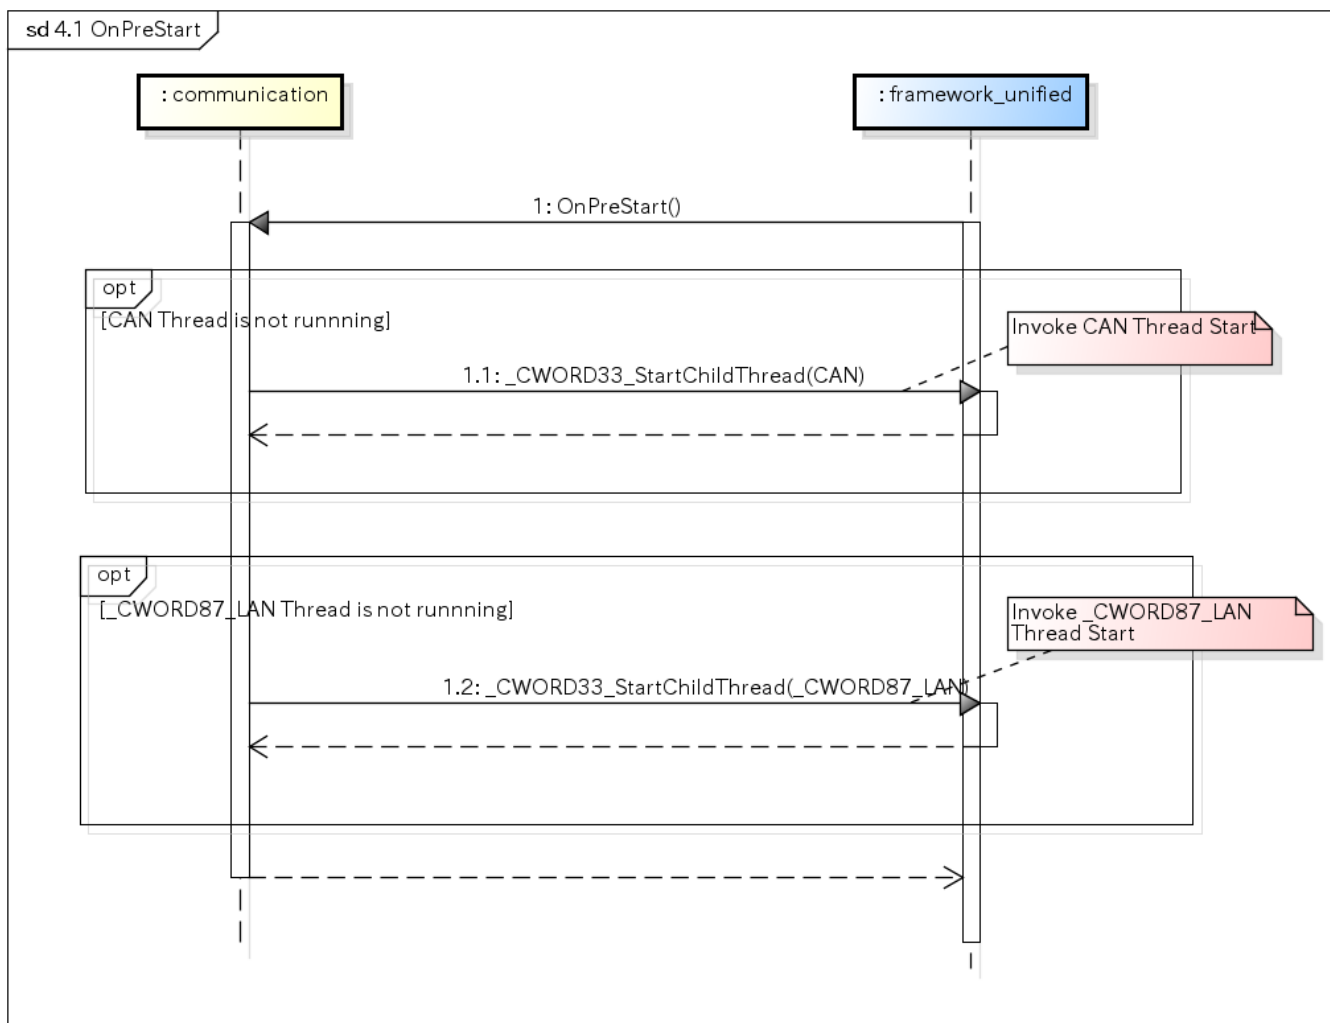 sd 4.1 OnPreStart
: communication
: framework_unified
1: OnPreStart()
opt
[CAN Thread is not runnning]
Invoke CAN Thread Start
1.1: _CWORD33_StartChildThread(CAN)
opt
[_CWORD87_LAN Thread is not runnning]
Invoke _CWORD87_LAN
Thread Start
1.2: _CWORD33_StartChildThread(_CWORD87_LAN)